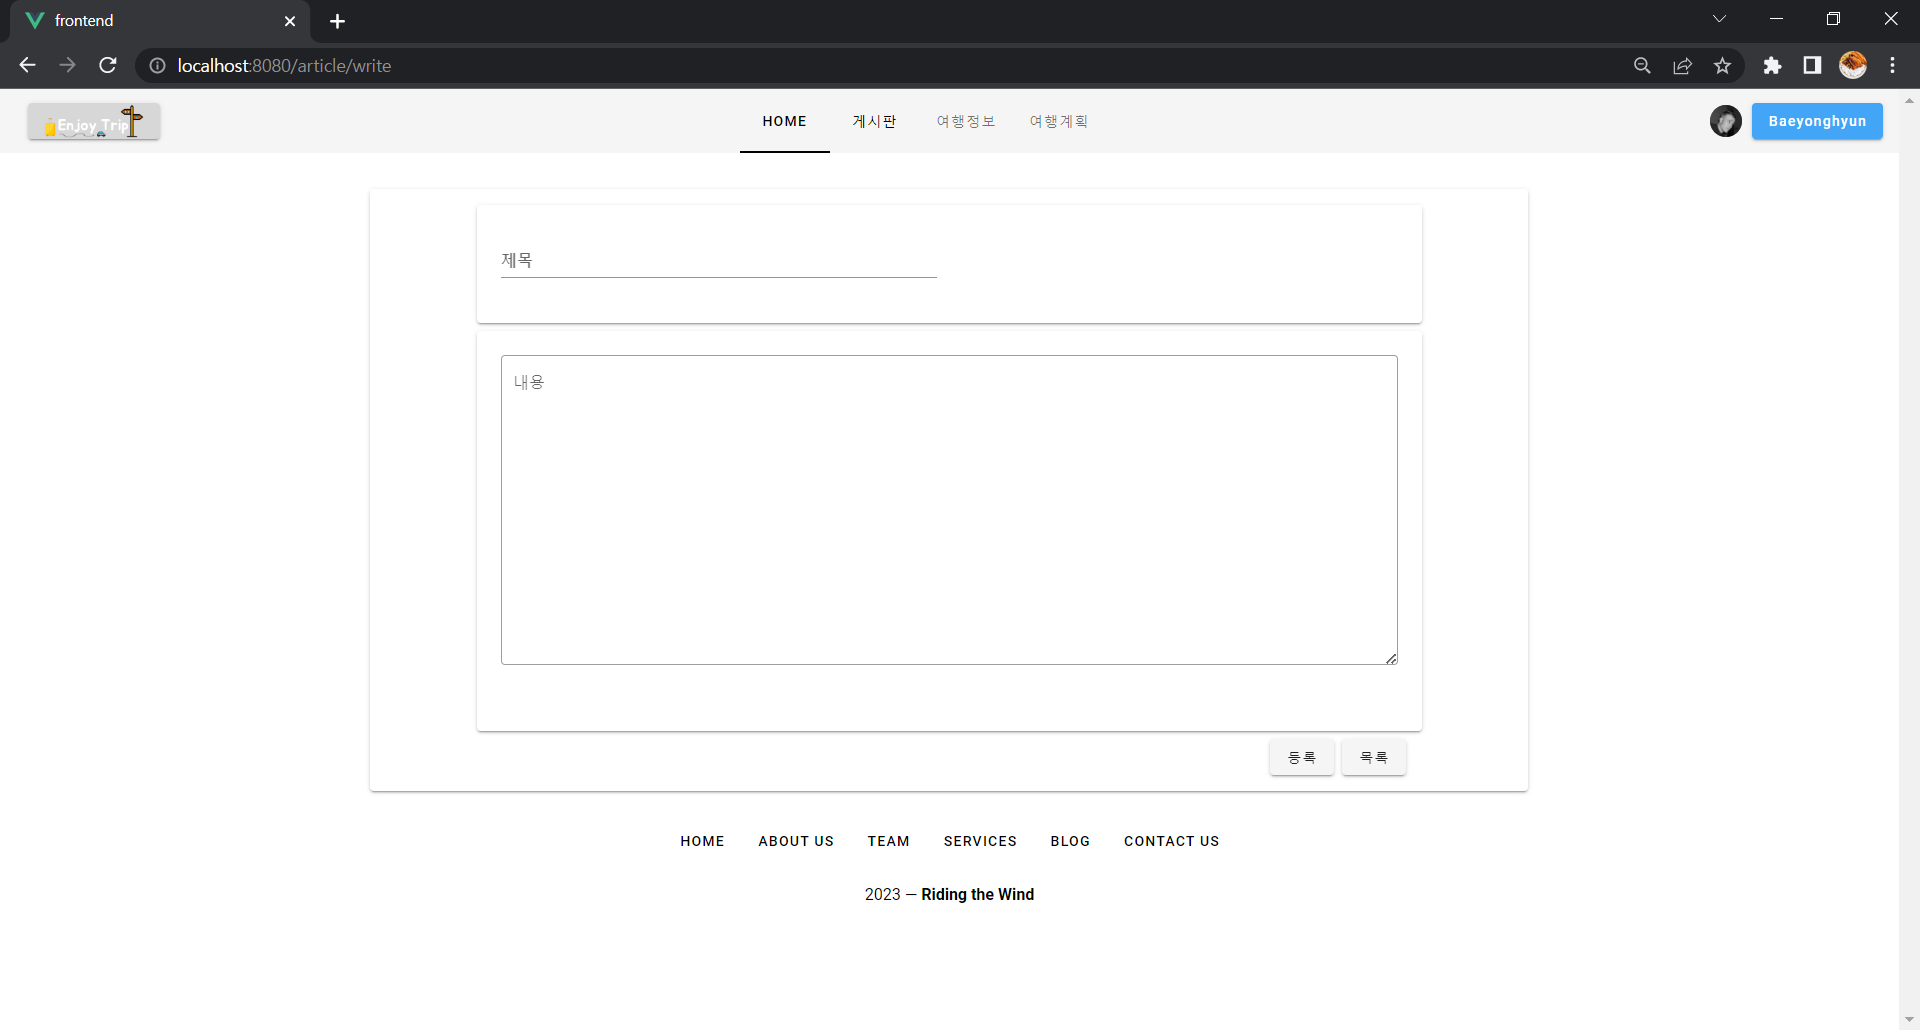 frontend
localhost:8080/article/write
Enjoy Trip
HOME 게시판 여행정보 여행계획
Baeyonghyun
제목
내용
등록 목록
HOME ABOUT US TEAM SERVICES BLOG CONTACT US
2023 — Riding the Wind